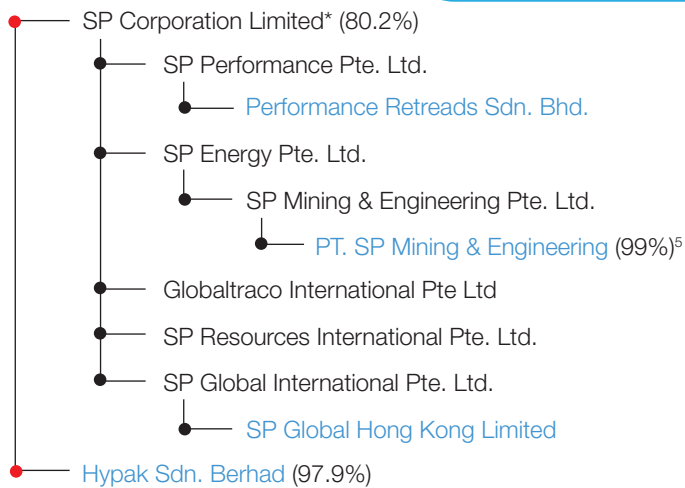 SP Corporation Limited* (80.2%)
SP Performance Pte. Ltd.
Performance Retreads Sdn. Bhd.
SP Energy Pte. Ltd.
SP Mining & Engineering Pte. Ltd.
PT. SP Mining & Engineering (99%)⁵
Globaltraco International Pte Ltd
SP Resources International Pte. Ltd.
SP Global International Pte. Ltd.
SP Global Hong Kong Limited
Hypak Sdn. Berhad (97.9%)